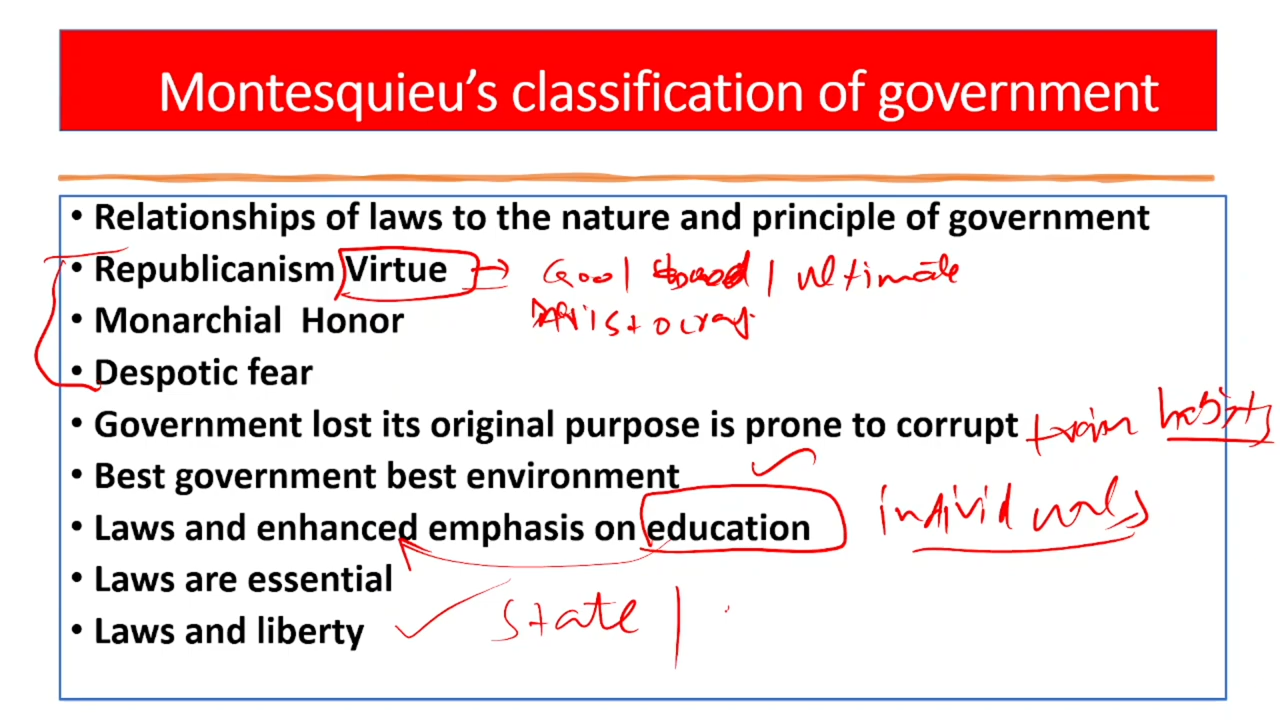 Montesquieu's classification of government
• Relationships of laws to the nature and principle of government
• Republicanism Virtue → Good | ultimate
• Monarchial Honor Aristocracy
• Despotic fear
• Government lost its original purpose is prone to corrupt train habits
• Best government best environment
• Laws and enhanced emphasis on education individuals
• Laws are essential
• Laws and liberty state |